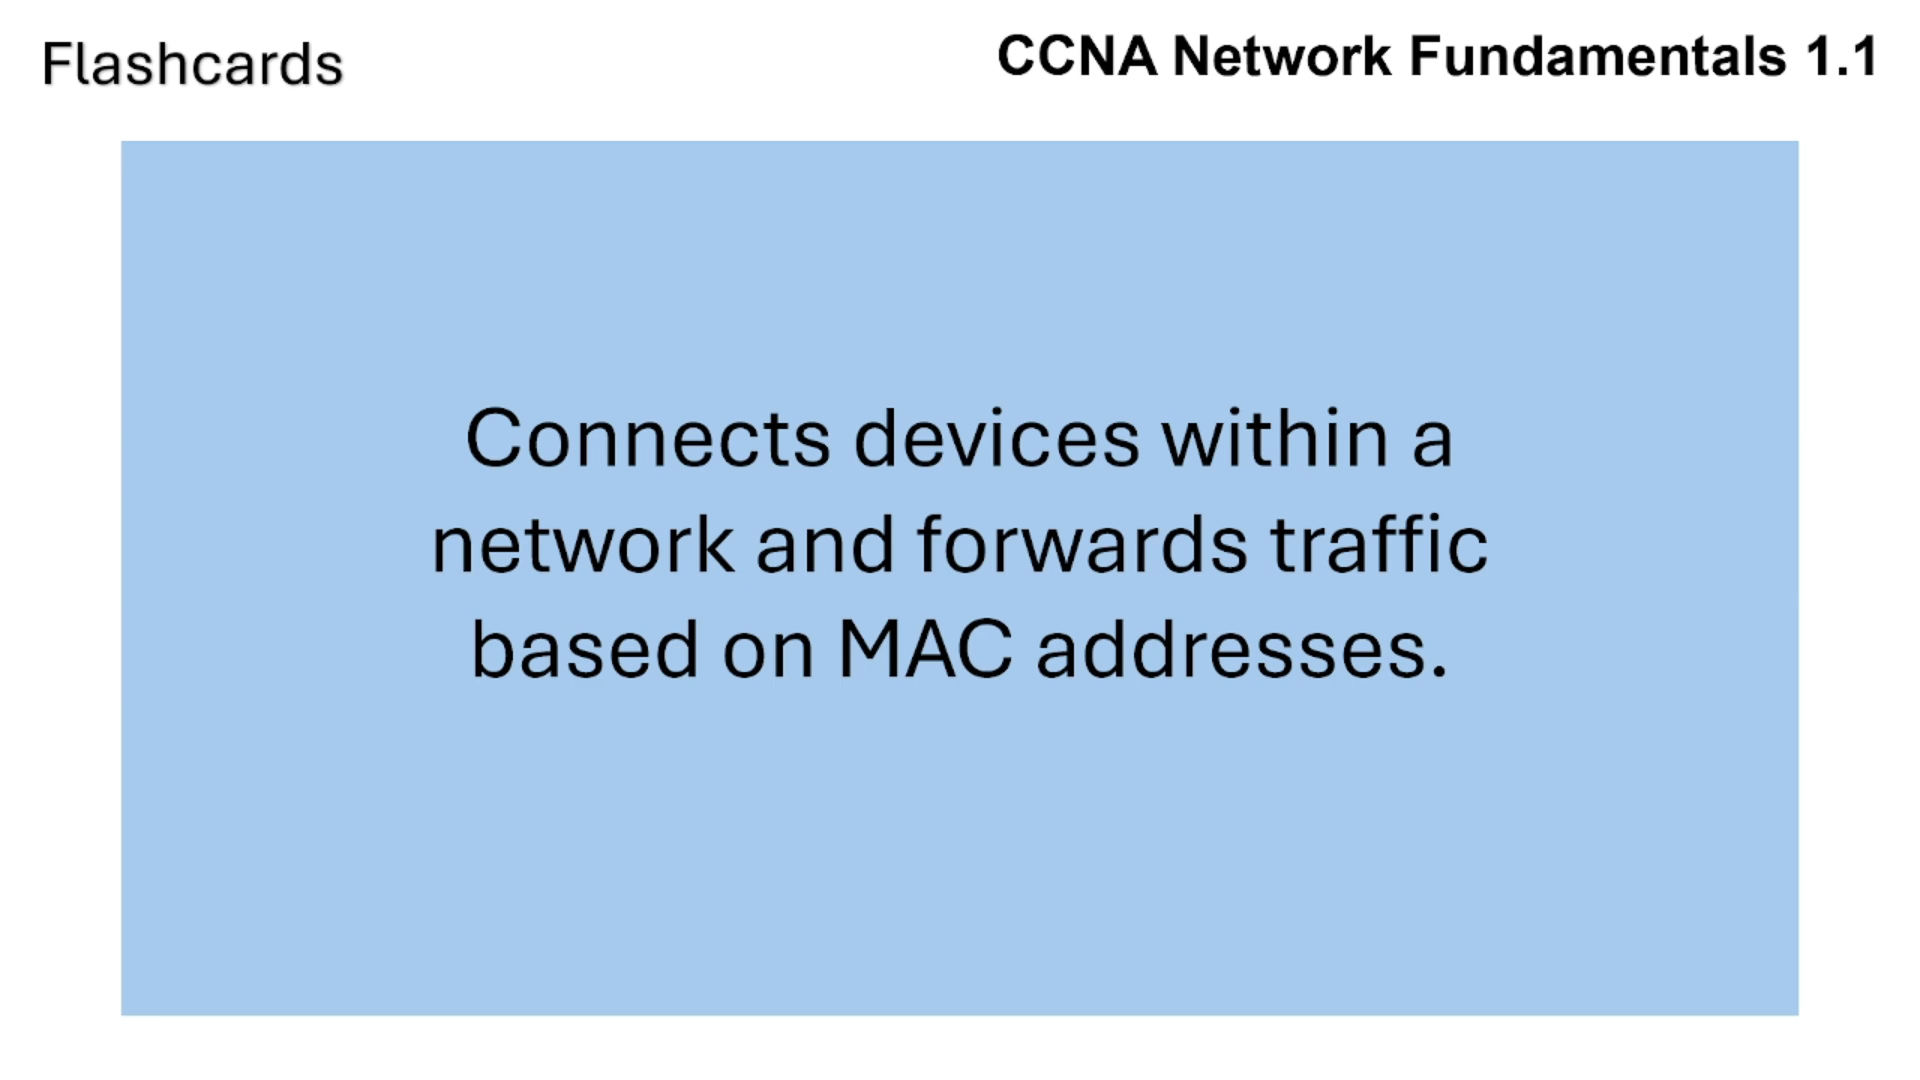 Flashcards
CCNA Network Fundamentals 1.1
Connects devices within a
network and forwards traffic
based on MAC addresses.